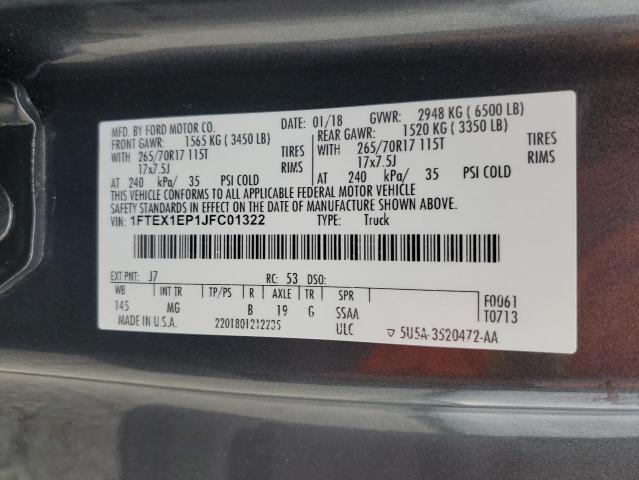 MFD. BY FORD MOTOR CO. DATE: 01/18 GVWR: 2948 KG ( 6500 LB)
FRONT GAWR: 1565 KG ( 3450 LB) REAR GAWR: 1520 KG ( 3350 LB)
WITH 265/70R17 115T TIRES WITH 265/70R17 115T TIRES
17x7.5J RIMS 17x7.5J RIMS
AT 240 kPa/ 35 PSI COLD AT 240 kPa/ 35 PSI COLD
THIS VEHICLE CONFORMS TO ALL APPLICABLE FEDERAL MOTOR VEHICLE
SAFETY STANDARDS IN EFFECT ON THE DATE OF MANUFACTURE SHOWN ABOVE.
VIN: 1FTEX1EP1JFC01322 TYPE: Truck
EXT PNT: J7 RC: 53 DSO:
WB INT TR TP/PS R AXLE TR SPR F0061
145 MG B 19 G SSAA T0713
MADE IN U.S.A. 220180121223S ULC ▽ 5U5A-3520472-AA